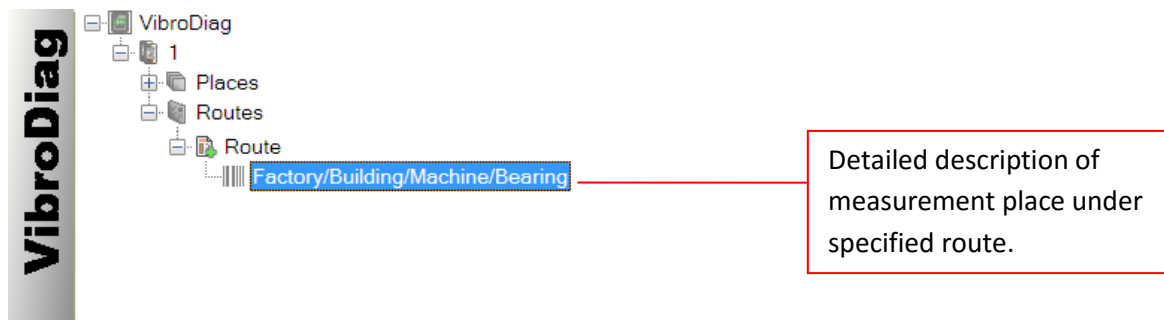 VibroDiag
VibroDiag
1
Places
Routes
Route
Factory/Building/Machine/Bearing
Detailed description of
measurement place under
specified route.